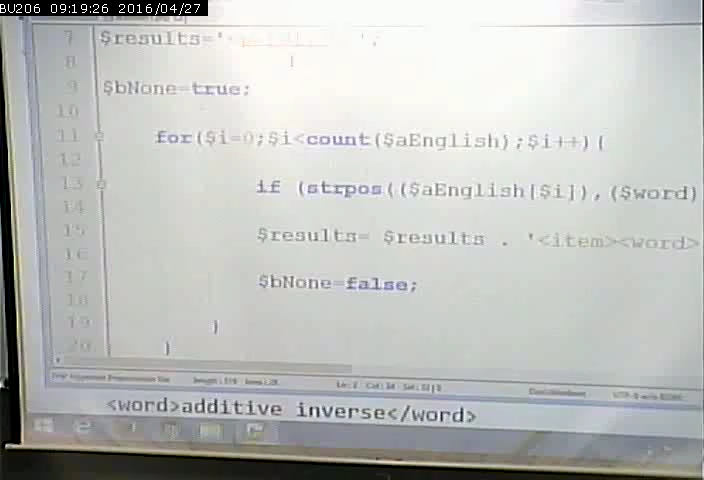 BU206 09:19:26 2016/04/27
7 $results='
8
9 $bNone=true;
10
11 for($i=0;$i<count($aEnglish);$i++){
12
13 if (strpos(($aEnglish[$i]),($word)
14
15 $results= $results . '<item><word>
16
17 $bNone=false;
18
19 }
20 }
<word>additive inverse</word>